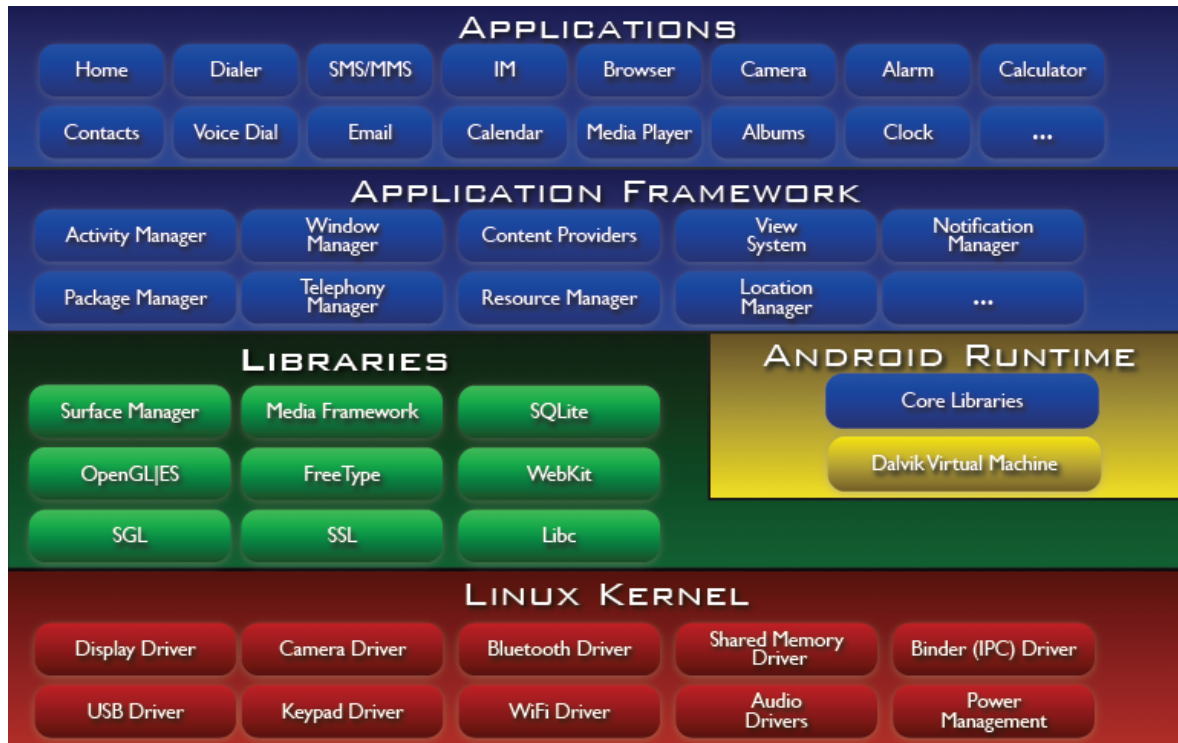 APPLICATIONS
Home
Dialer
SMS/MMS
IM
Browser
Camera
Alarm
Calculator
Contacts
Voice Dial
Email
Calendar
Media Player
Albums
Clock
...
APPLICATION FRAMEWORK
Activity Manager
Window
Manager
Content Providers
View
System
Notification
Manager
Package Manager
Telephony
Manager
Resource Manager
Location
Manager
...
LIBRARIES
Surface Manager
Media Framework
SQLite
OpenGL|ES
FreeType
WebKit
SGL
SSL
Libc
ANDROID RUNTIME
Core Libraries
Dalvik Virtual Machine
LINUX KERNEL
Display Driver
Camera Driver
Bluetooth Driver
Shared Memory
Driver
Binder (IPC) Driver
USB Driver
Keypad Driver
WiFi Driver
Audio
Drivers
Power
Management